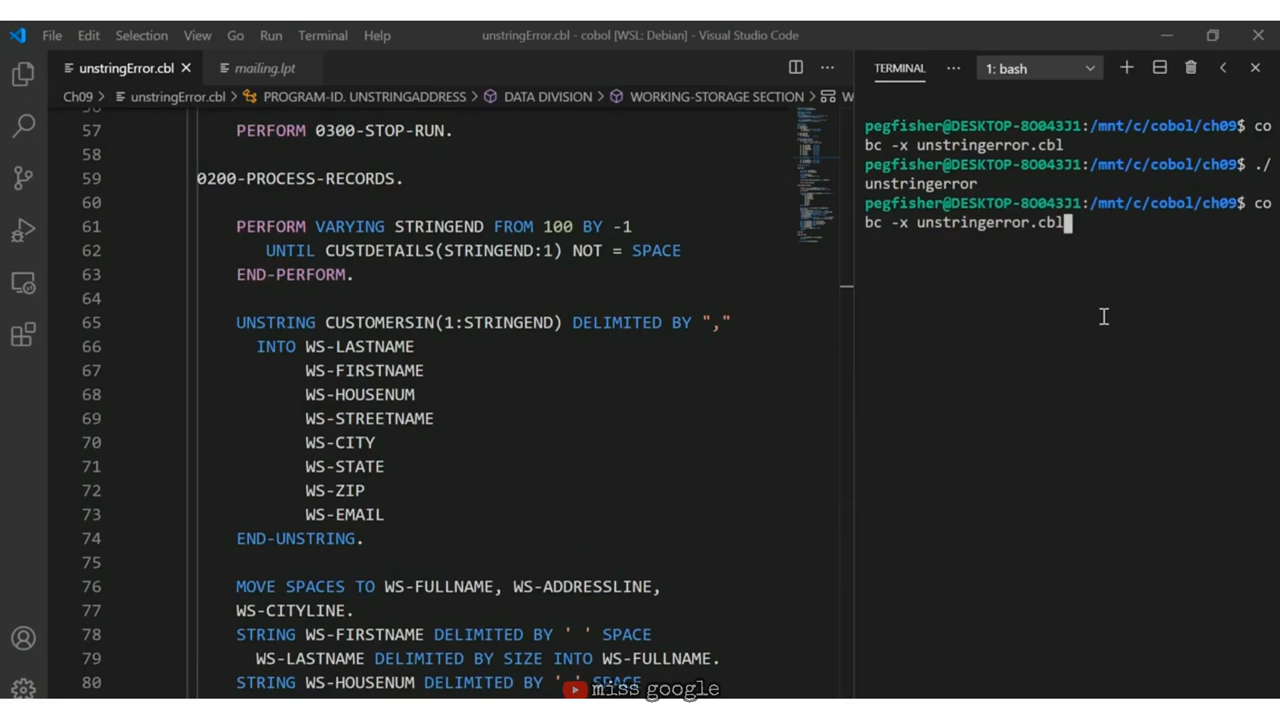 File Edit Selection View Go Run Terminal Help unstringError.cbl - cobol [WSL: Debian] - Visual Studio Code
unstringError.cbl mailing.lpt
Ch09 > unstringError.cbl > PROGRAM-ID. UNSTRINGADDRESS > DATA DIVISION > WORKING-STORAGE SECTION > W
57 PERFORM 0300-STOP-RUN.
58
59 0200-PROCESS-RECORDS.
60
61 PERFORM VARYING STRINGEND FROM 100 BY -1
62 UNTIL CUSTDETAILS(STRINGEND:1) NOT = SPACE
63 END-PERFORM.
64
65 UNSTRING CUSTOMERSIN(1:STRINGEND) DELIMITED BY ","
66 INTO WS-LASTNAME
67 WS-FIRSTNAME
68 WS-HOUSENUM
69 WS-STREETNAME
70 WS-CITY
71 WS-STATE
72 WS-ZIP
73 WS-EMAIL
74 END-UNSTRING.
75
76 MOVE SPACES TO WS-FULLNAME, WS-ADDRESSLINE,
77 WS-CITYLINE.
78 STRING WS-FIRSTNAME DELIMITED BY ' ' SPACE
79 WS-LASTNAME DELIMITED BY SIZE INTO WS-FULLNAME.
80 STRING WS-HOUSENUM DELIMITED BY ' ' SPACE
TERMINAL ··· 1: bash
pegfisher@DESKTOP-8O043J1:/mnt/c/cobol/ch09$ co
bc -x unstringerror.cbl
pegfisher@DESKTOP-8O043J1:/mnt/c/cobol/ch09$ ./
unstringerror
pegfisher@DESKTOP-8O043J1:/mnt/c/cobol/ch09$ co
bc -x unstringerror.cbl
miss google